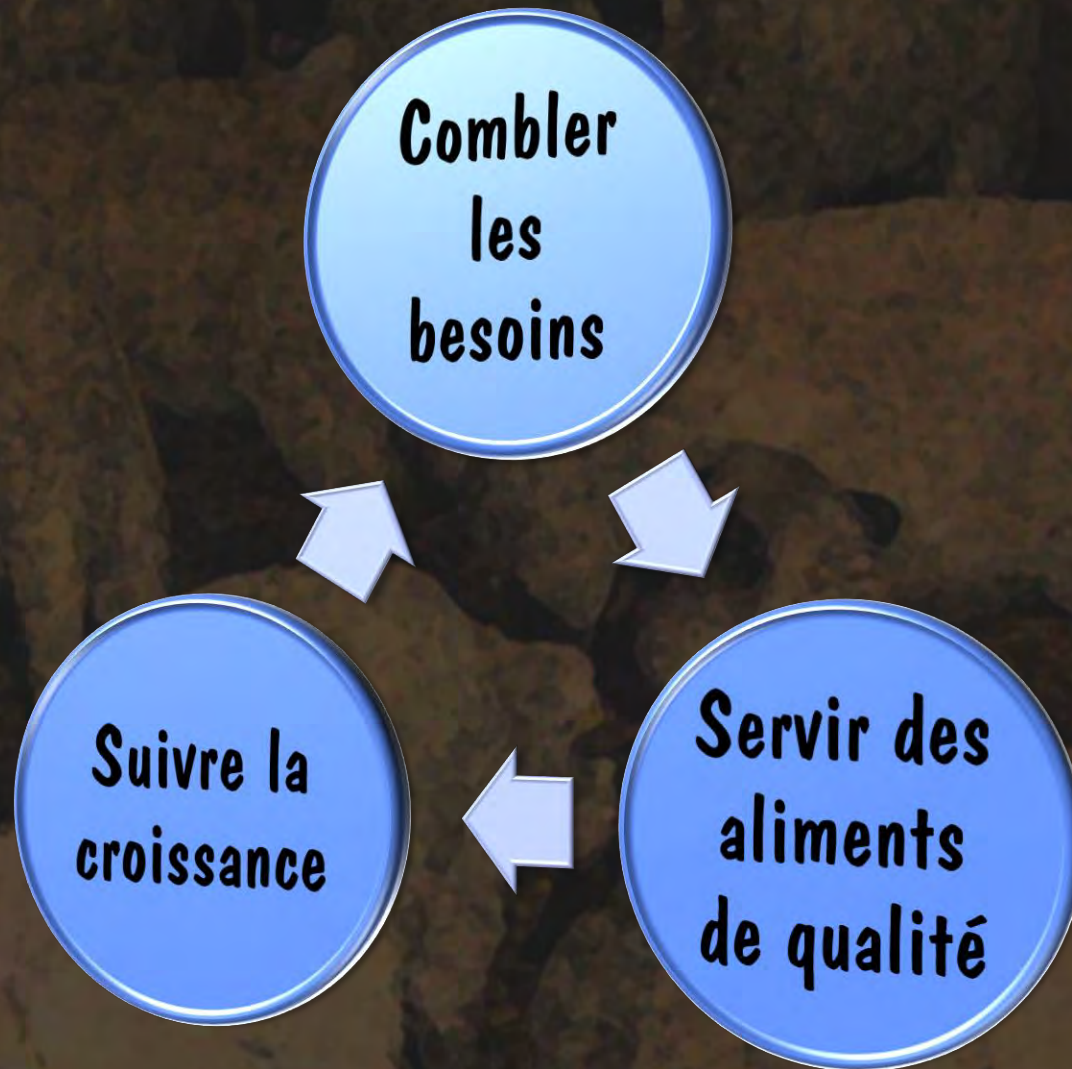 Combler
les
besoins
Servir des
aliments
de qualité
Suivre la
croissance